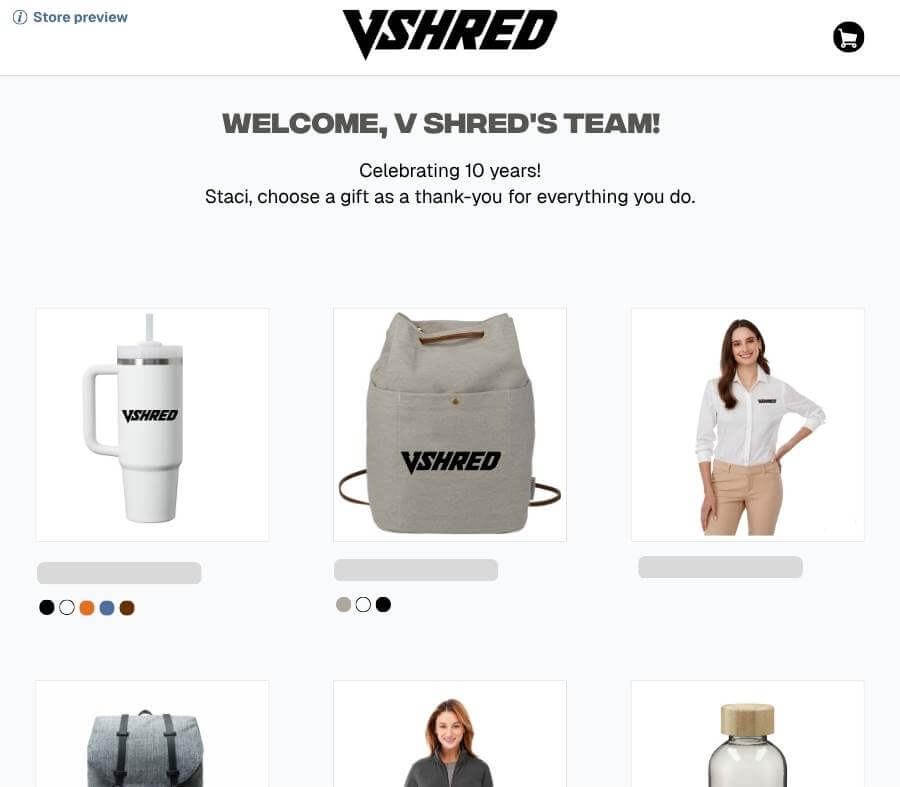 Store preview
VSHRED
WELCOME, V SHRED'S TEAM!
Celebrating 10 years!
Staci, choose a gift as a thank-you for everything you do.
VSHRED
VSHRED
VSHRED